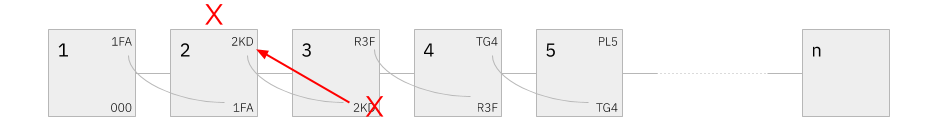 X
1 1FA
000
2 2KD
1FA
3 R3F
2KD X
4 TG4
R3F
5 PL5
TG4
n